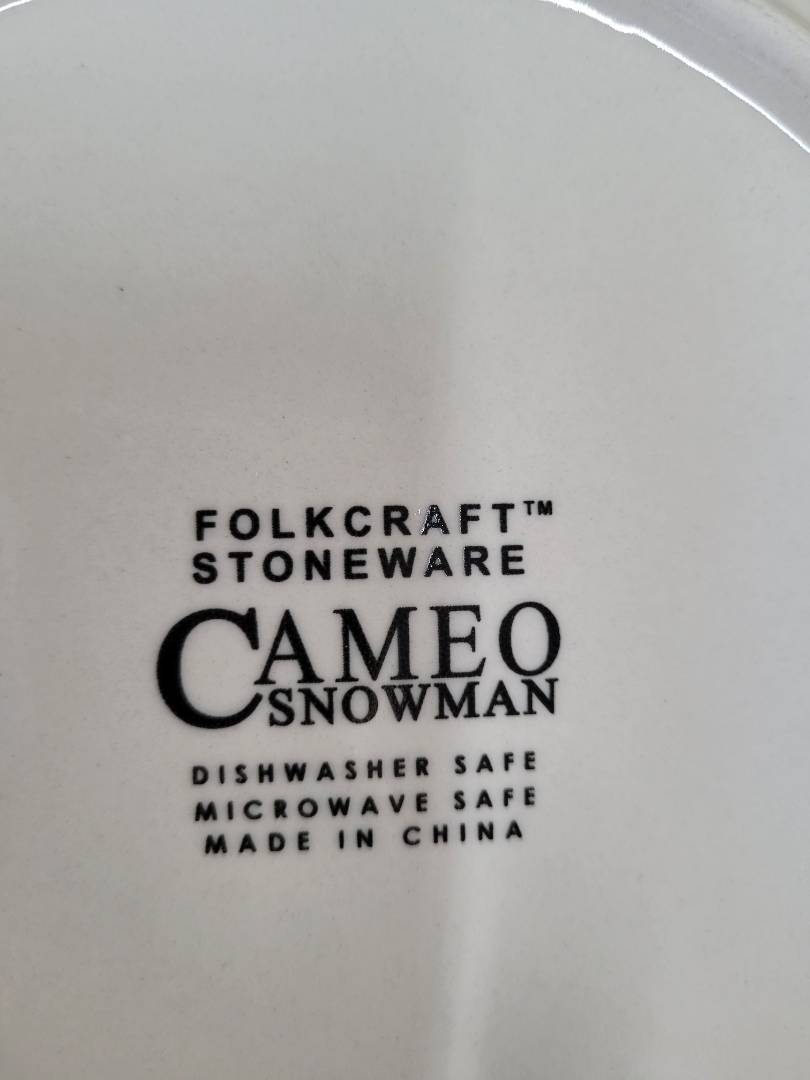 FOLKCRAFT™
STONEWARE
CAMEO
SNOWMAN
DISHWASHER SAFE
MICROWAVE SAFE
MADE IN CHINA